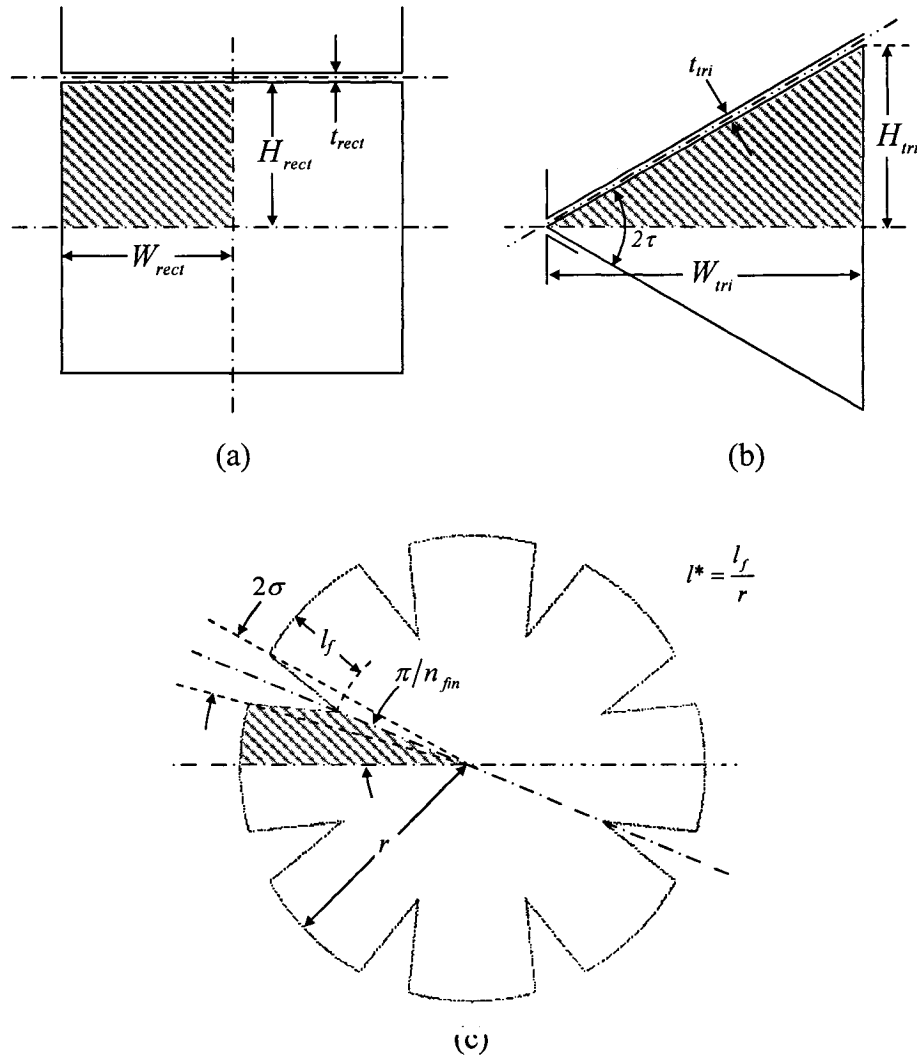 t_rect
H_rect
W_rect
(a)
t_tri
H_tri
2τ
W_tri
(b)
l* = l_f / r
2σ
l_f
π/n_fin
r
(c)